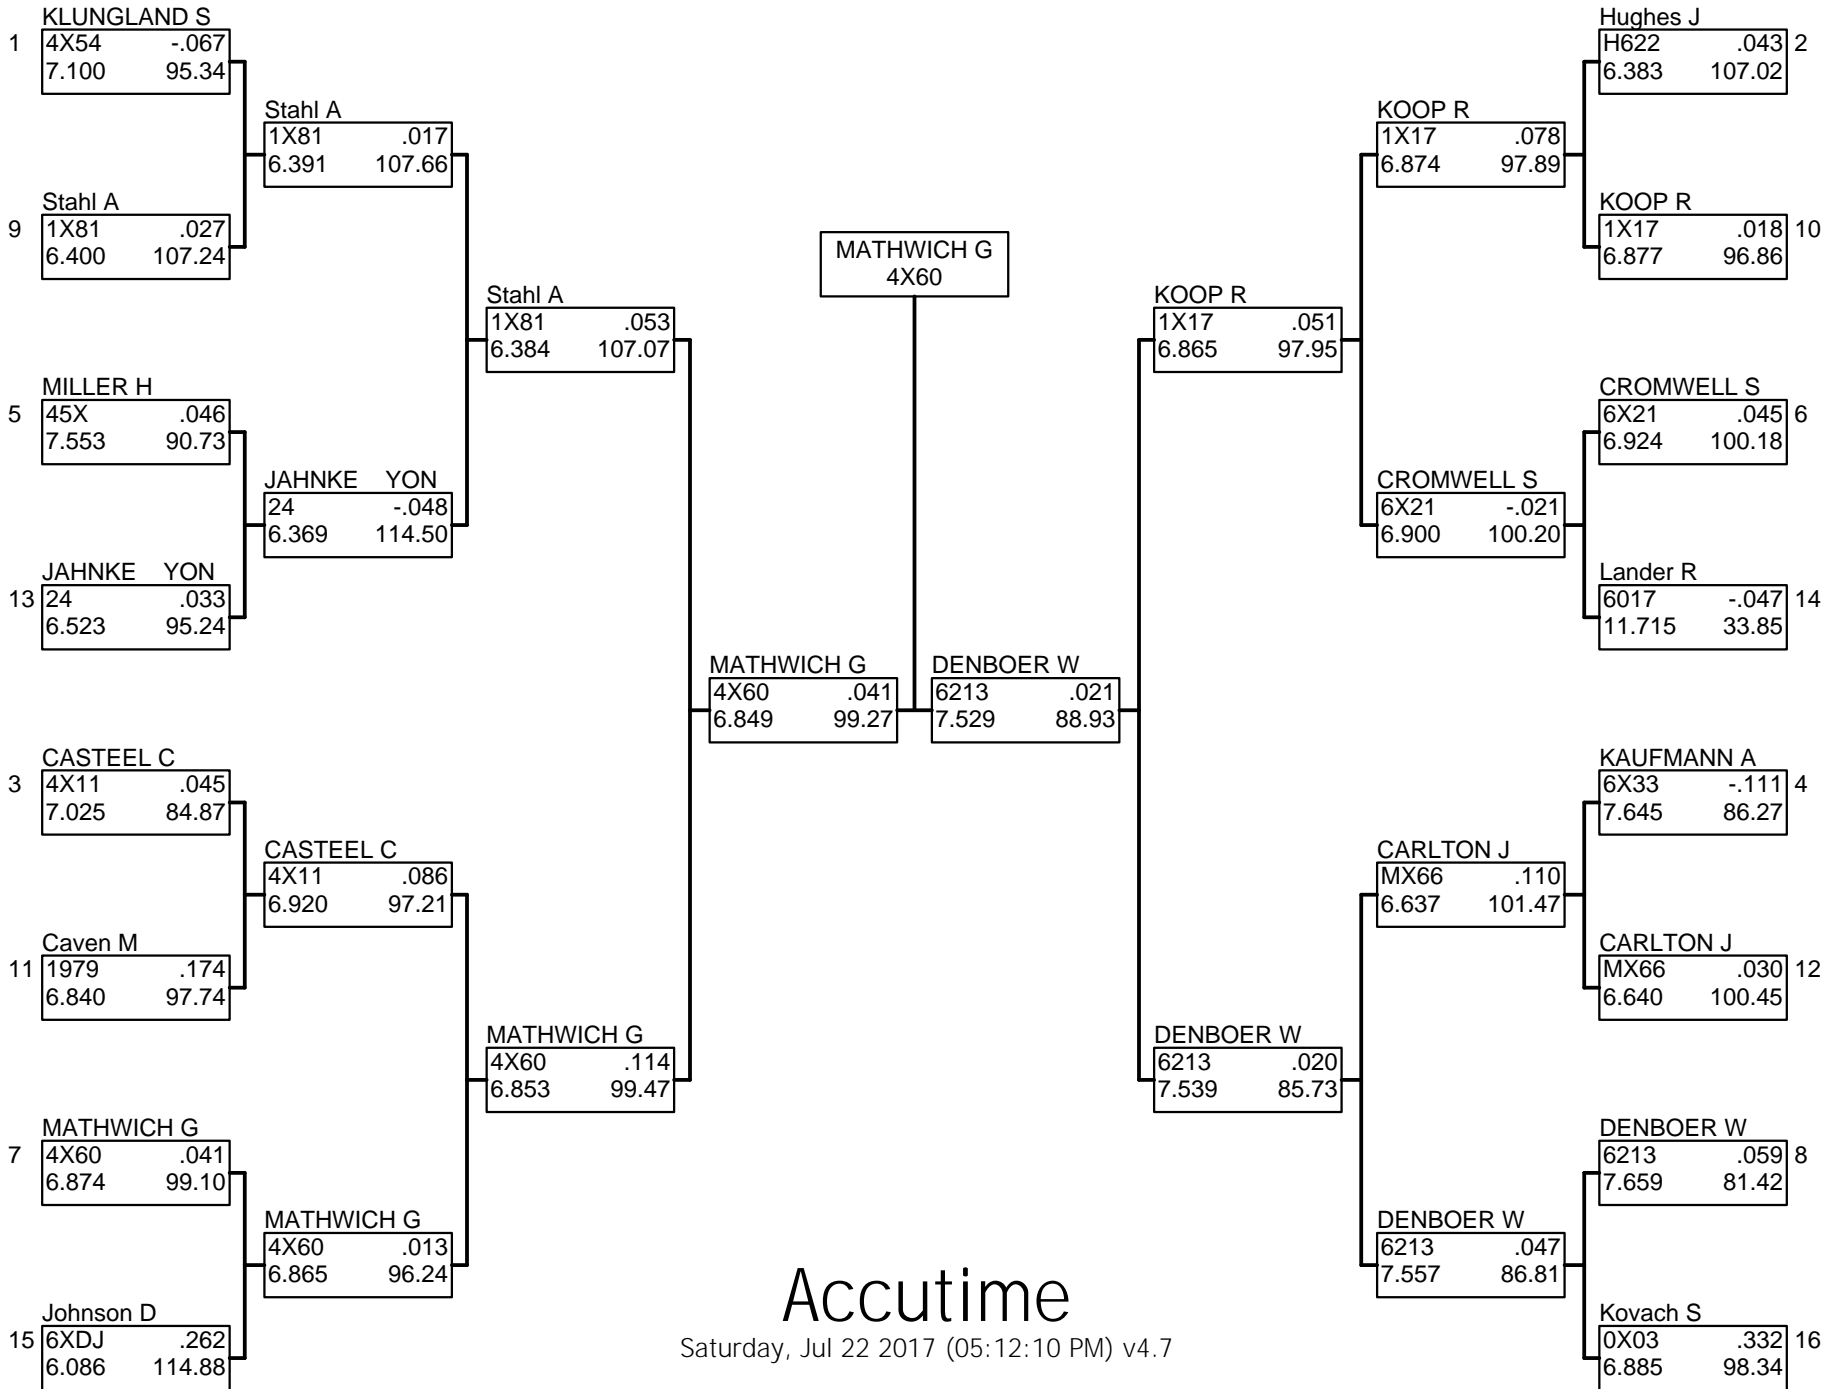 KLUNGLAND S
1 4X54 -.067
7.100 95.34
Stahl A
9 1X81 .027
6.400 107.24
MILLER H
5 45X .046
7.553 90.73
JAHNKE YON
13 24 .033
6.523 95.24
CASTEEL C
3 4X11 .045
7.025 84.87
Caven M
11 1979 .174
6.840 97.74
MATHWICH G
7 4X60 .041
6.874 99.10
Johnson D
15 6XDJ .262
6.086 114.88
Stahl A
1X81 .017
6.391 107.66
JAHNKE YON
24 -.048
6.369 114.50
CASTEEL C
4X11 .086
6.920 97.21
MATHWICH G
4X60 .013
6.865 96.24
Stahl A
1X81 .053
6.384 107.07
MATHWICH G
4X60 .114
6.853 99.47
MATHWICH G
4X60 .041
6.849 99.27
MATHWICH G
4X60
DENBOER W
6213 .021
7.529 88.93
KOOP R
1X17 .051
6.865 97.95
DENBOER W
6213 .020
7.539 85.73
KOOP R
1X17 .078
6.874 97.89
CROMWELL S
6X21 -.021
6.900 100.20
CARLTON J
MX66 .110
6.637 101.47
DENBOER W
6213 .047
7.557 86.81
Hughes J
H622 .043 2
6.383 107.02
KOOP R
1X17 .018 10
6.877 96.86
CROMWELL S
6X21 .045 6
6.924 100.18
Lander R
6017 -.047 14
11.715 33.85
KAUFMANN A
6X33 -.111 4
7.645 86.27
CARLTON J
MX66 .030 12
6.640 100.45
DENBOER W
6213 .059 8
7.659 81.42
Kovach S
0X03 .332 16
6.885 98.34
Accutime
Saturday, Jul 22 2017 (05:12:10 PM) v4.7